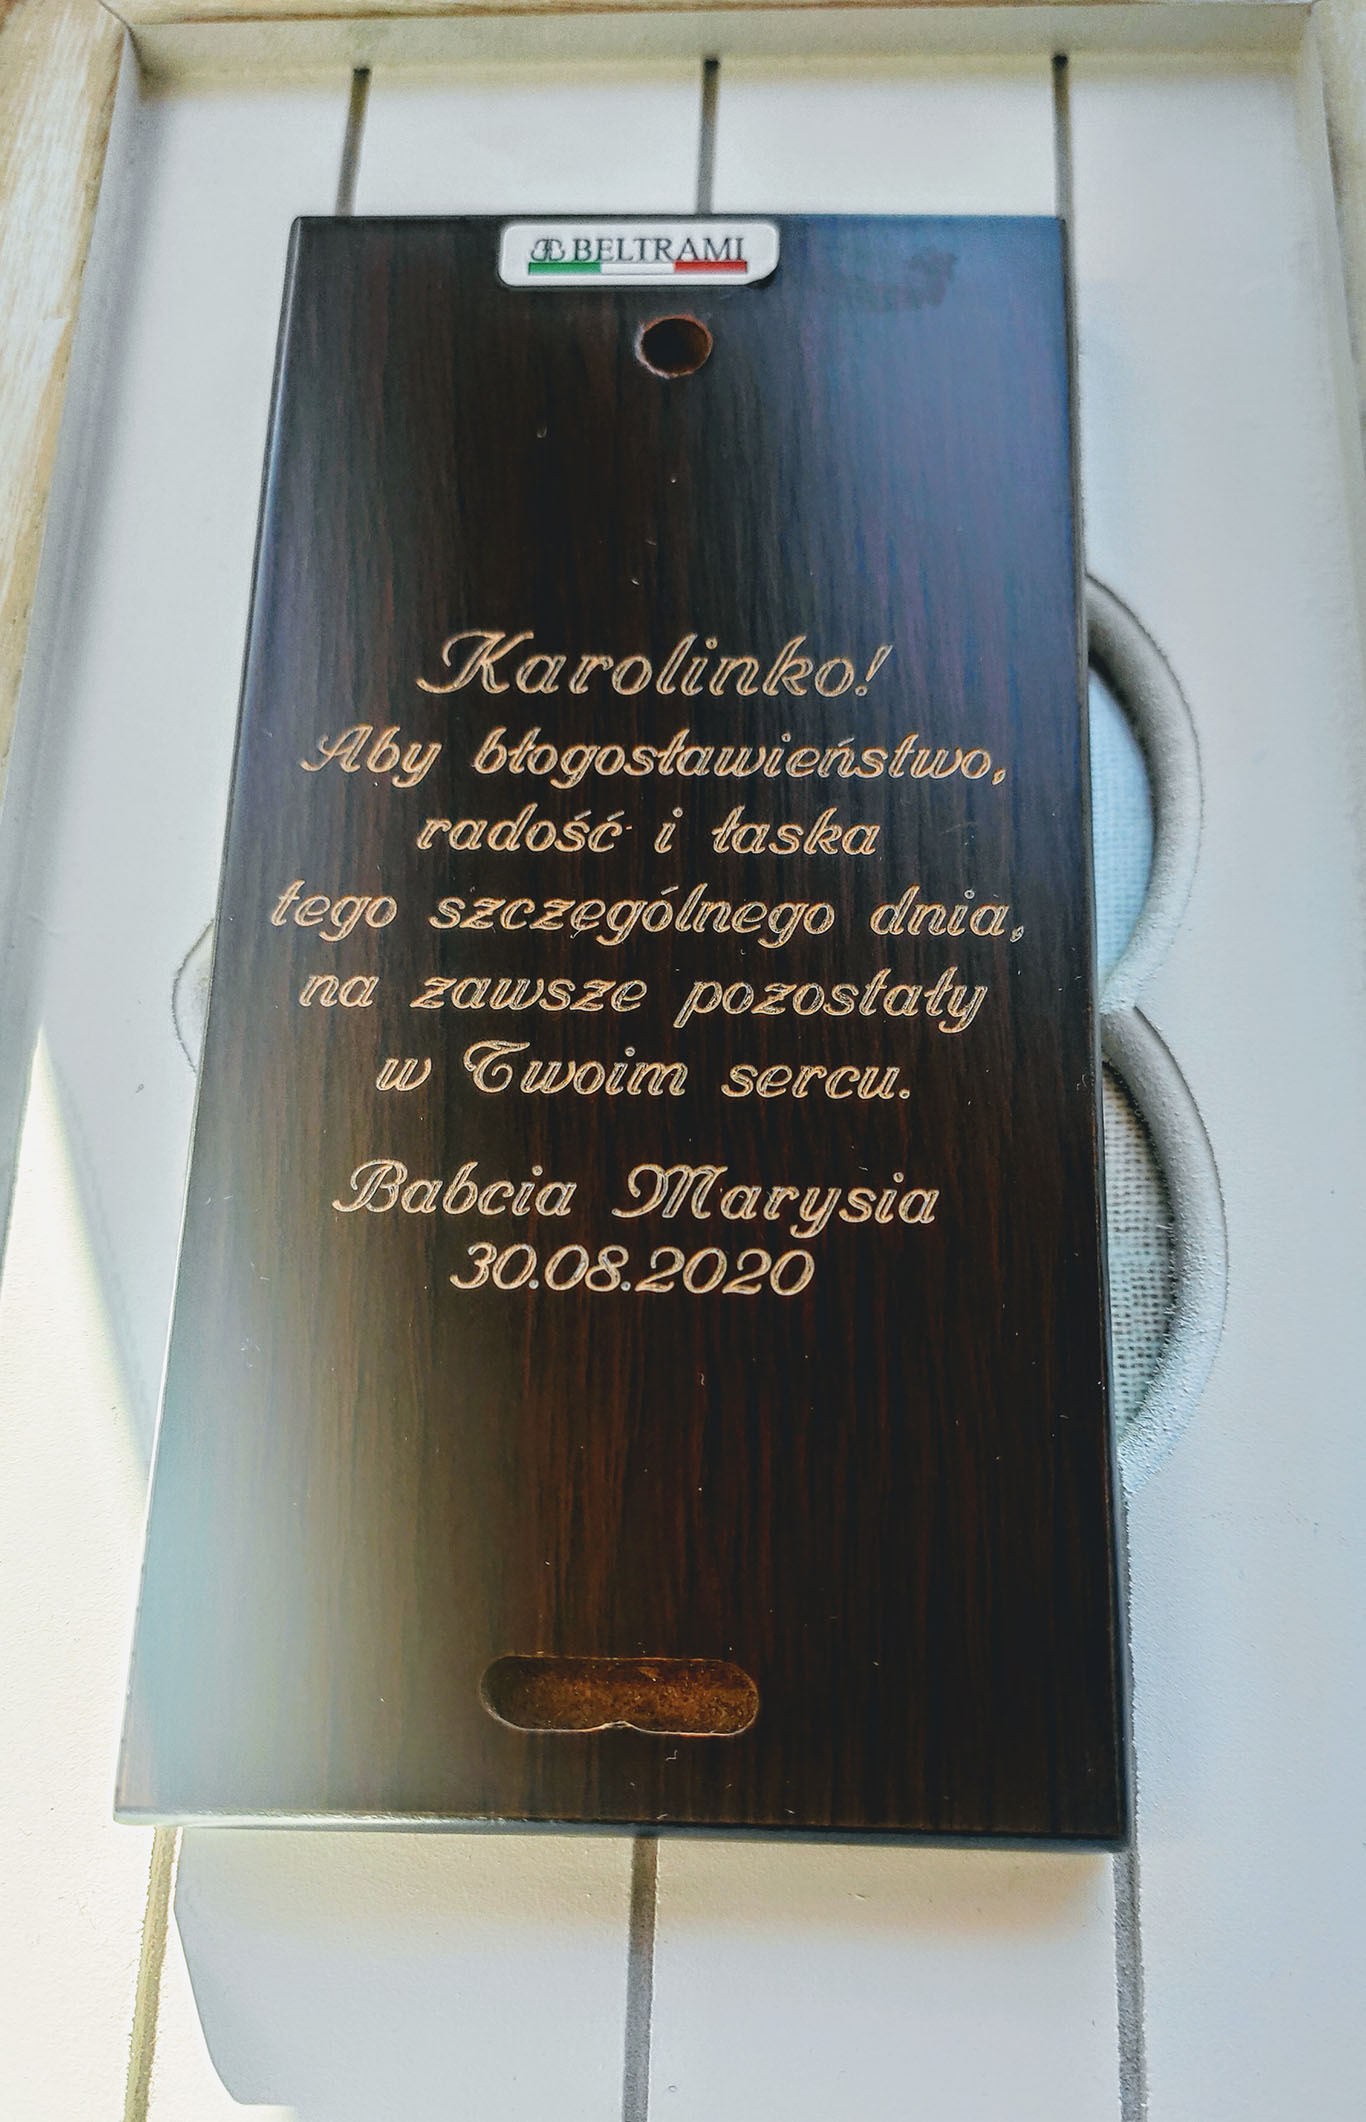 BELTRAMI
Karolinko!
Aby błogosławieństwo,
radość i łaska
tego szczególnego dnia,
na zawsze pozostały
w Twoim sercu.
Babcia Marysia
30.08.2020